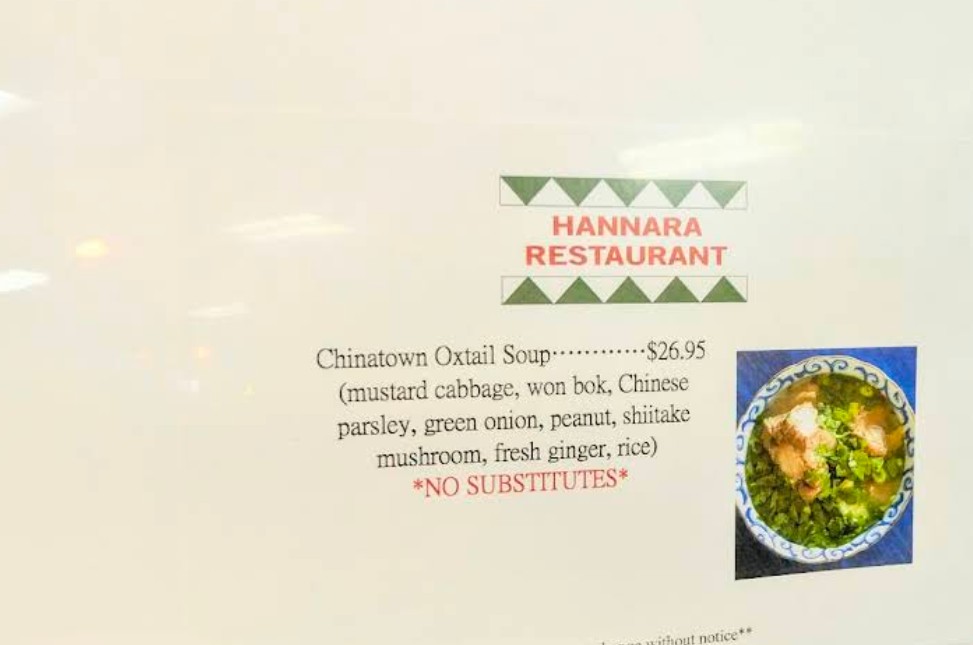 HANNARA
RESTAURANT
Chinatown Oxtail Soup············$26.95
(mustard cabbage, won bok, Chinese
parsley, green onion, peanut, shiitake
mushroom, fresh ginger, rice)
*NO SUBSTITUTES*
without notice**